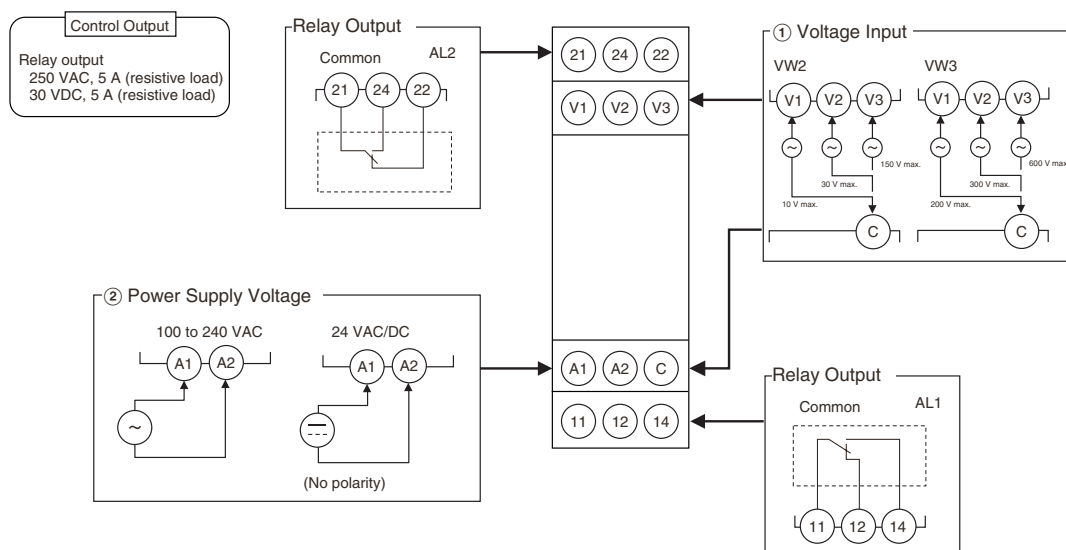 Control Output
Relay output
250 VAC, 5 A (resistive load)
30 VDC, 5 A (resistive load)
Relay Output
Common AL2
21 24 22
21 24 22
V1 V2 V3
① Voltage Input
VW2 VW3
V1 V2 V3 V1 V2 V3
~ ~ ~ ~ ~ ~
150 V max. 600 V max.
30 V max. 300 V max.
10 V max. 200 V max.
C C
② Power Supply Voltage
100 to 240 VAC 24 VAC/DC
A1 A2 A1 A2
~
(No polarity)
A1 A2 C
11 12 14
Relay Output
Common AL1
11 12 14